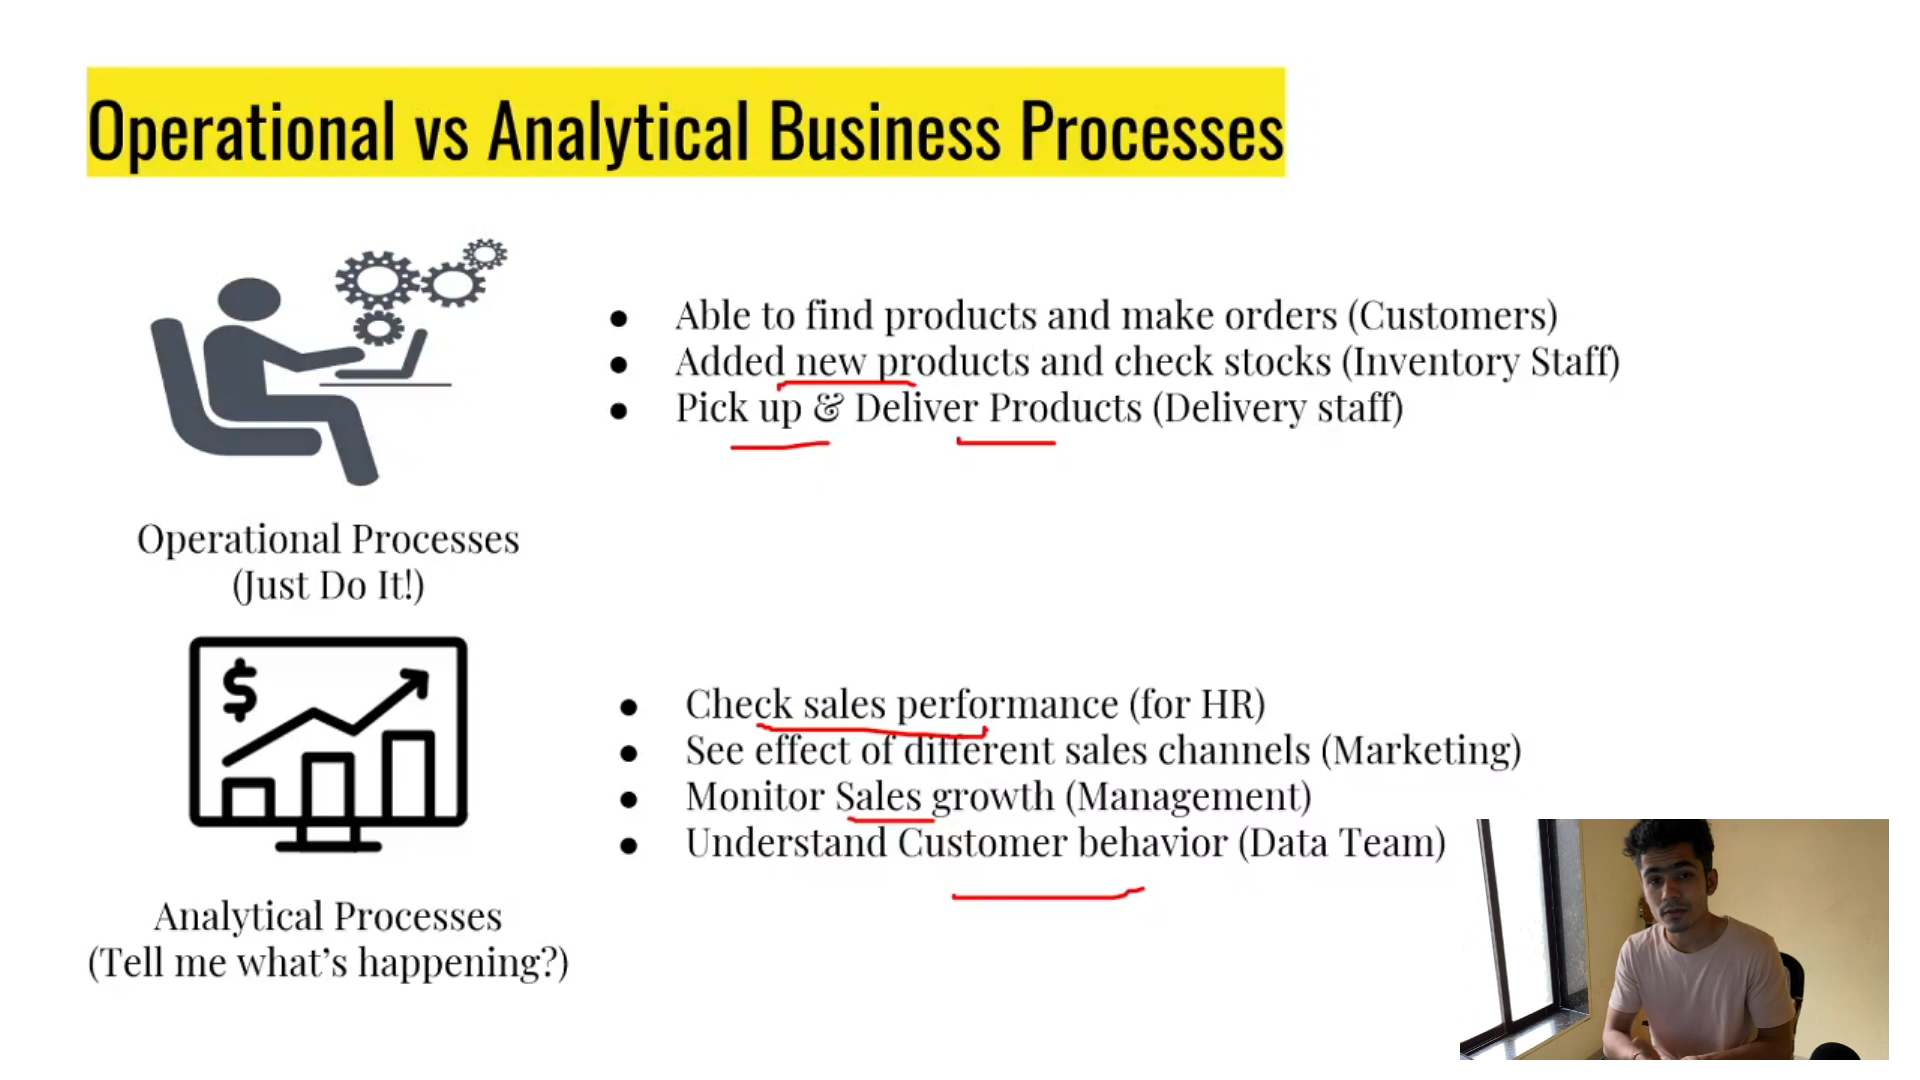 Operational vs Analytical Business Processes
● Able to find products and make orders (Customers)
● Added new products and check stocks (Inventory Staff)
● Pick up & Deliver Products (Delivery staff)
Operational Processes
(Just Do It!)
$
● Check sales performance (for HR)
● See effect of different sales channels (Marketing)
● Monitor Sales growth (Management)
● Understand Customer behavior (Data Team)
Analytical Processes
(Tell me what’s happening?)